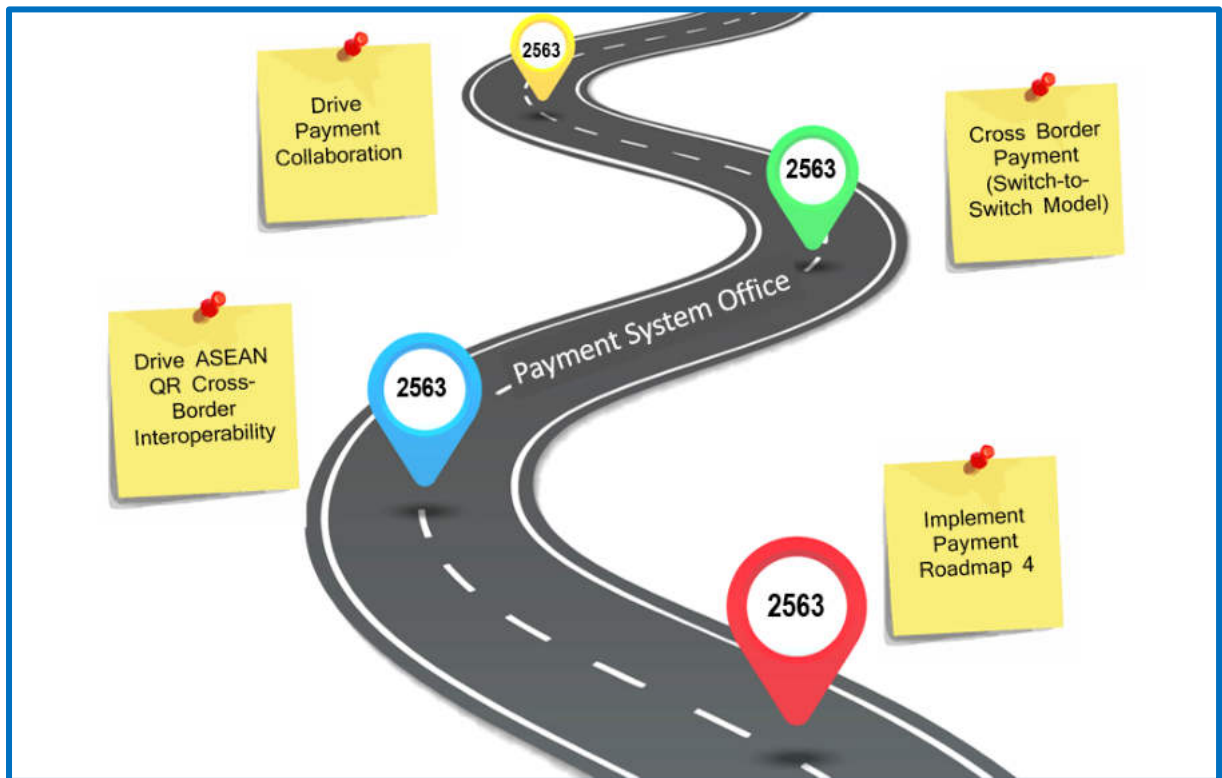 2563
Drive
Payment
Collaboration
2563
Cross Border
Payment
(Switch-to-
Switch Model)
Payment System Office
2563
Drive ASEAN
QR Cross-
Border
Interoperability
2563
Implement
Payment
Roadmap 4